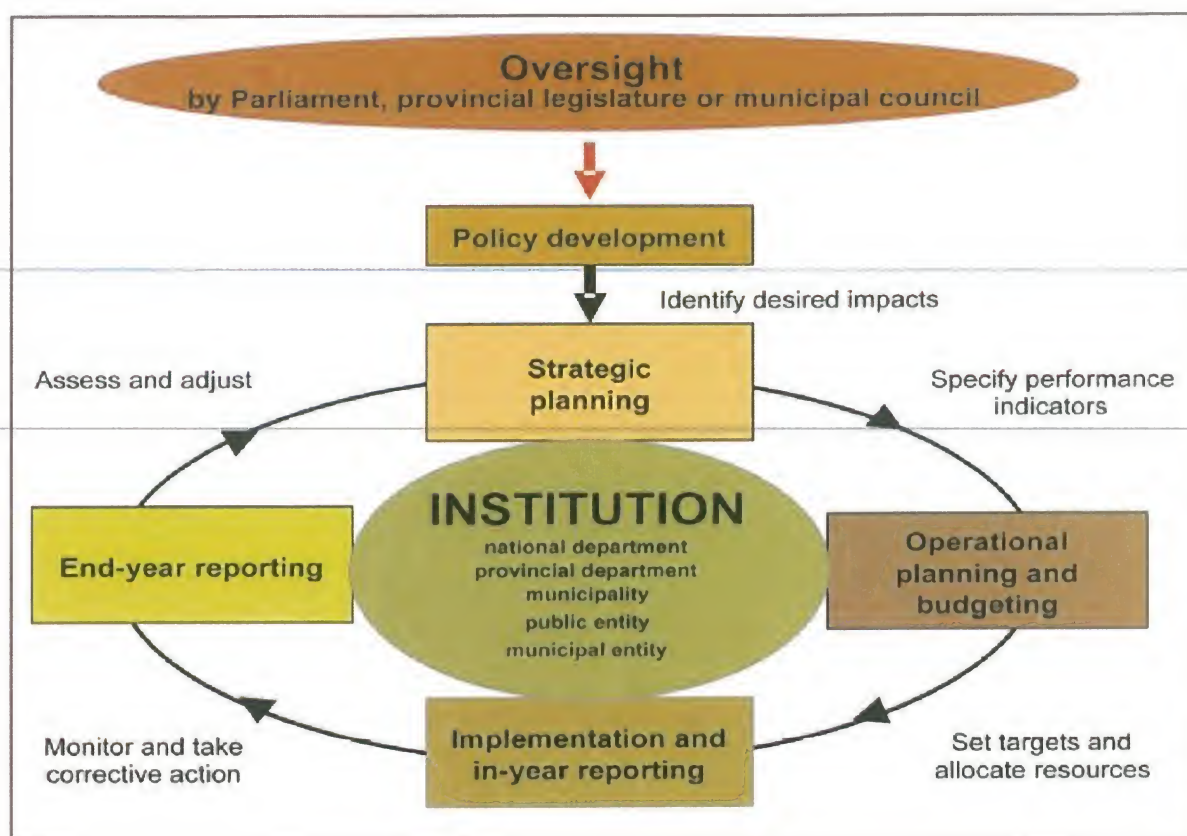 Oversight
by Parliament, provincial legislature or municipal council
Policy development
Identify desired impacts
Strategic
planning
Assess and adjust
Specify performance
indicators
INSTITUTION
national department
provincial department
municipality
public entity
municipal entity
End-year reporting
Operational
planning and
budgeting
Implementation and
in-year reporting
Monitor and take
corrective action
Set targets and
allocate resources